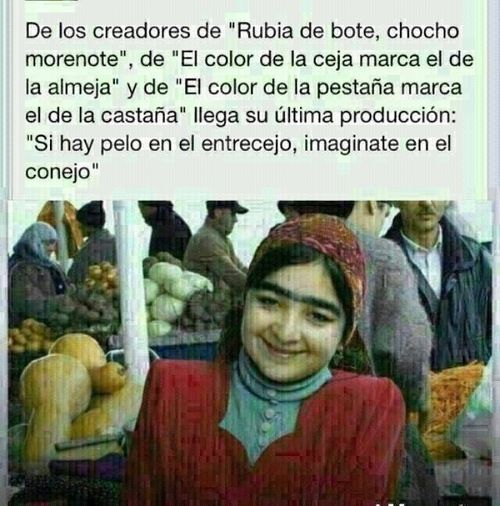 De los creadores de "Rubia de bote, chocho
morenote", de "El color de la ceja marca el de
la almeja" y de "El color de la pestaña marca
el de la castaña" llega su última producción:
"Si hay pelo en el entrecejo, imaginate en el
conejo"